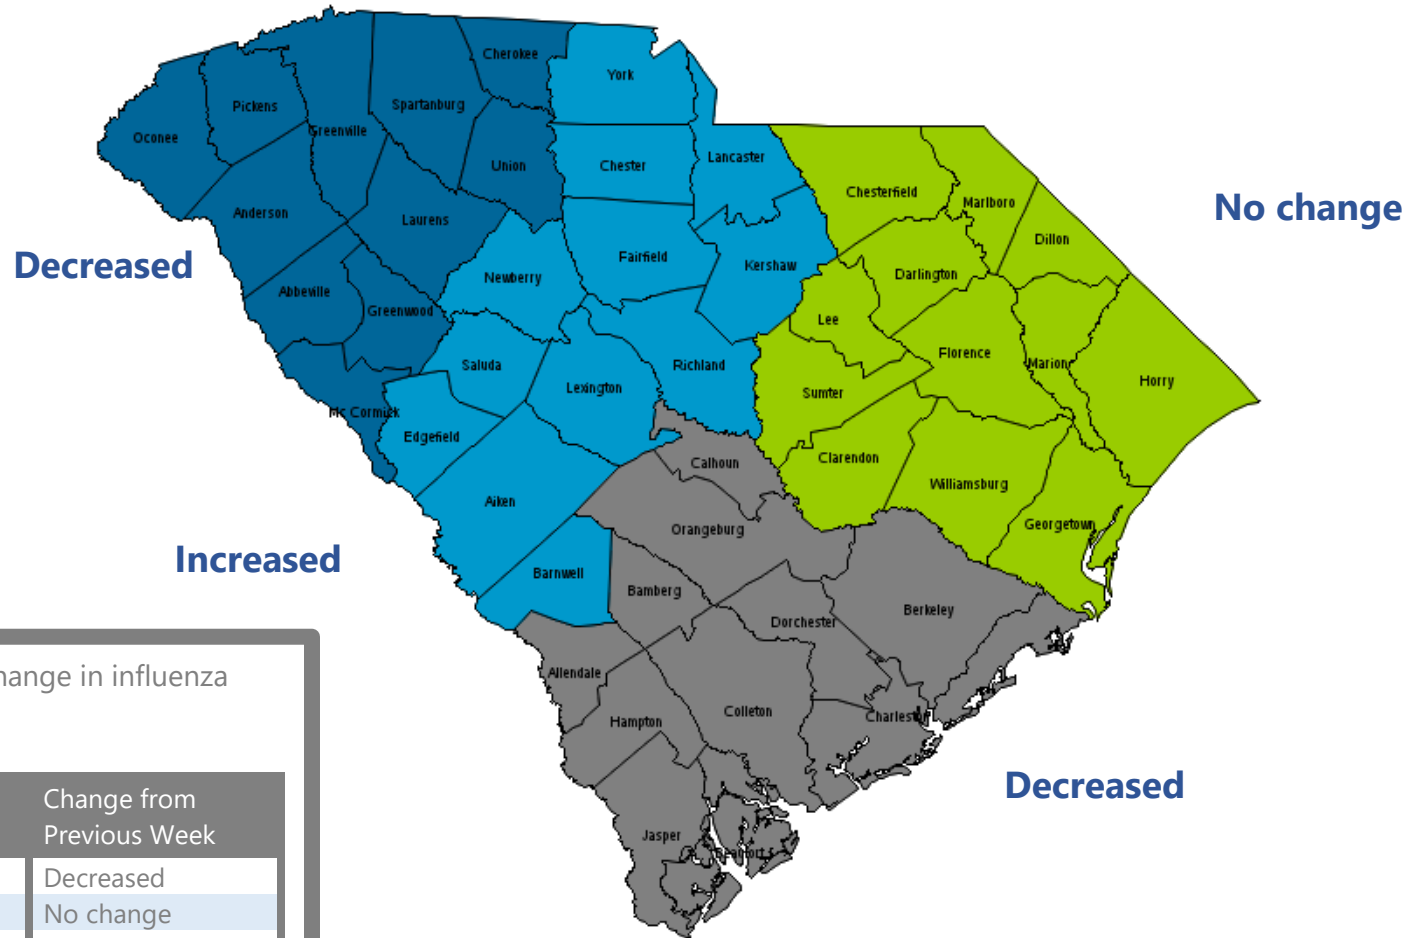 Cherokee
York
Pickens
Spartanburg
Greenville
Oconee
Union
Chester
Lancaster
Chesterfield
Marlboro
No change
Anderson
Laurens
Dillon
Decreased
Fairfield
Kershaw
Newberry
Darlington
Abbeville
Greenwood
Lee
Florence
Saluda
Richland
Marion
Horry
Lexington
Sumter
Mc Cormick
Edgefield
Calhoun
Clarendon
Williamsburg
Aiken
Orangeburg
Georgetown
Increased
Barnwell
Bamberg
Berkeley
Dorchester
Allendale
hange in influenza
Colleton
Charleston
Hampton
Decreased
Change from
Previous Week
Jasper
Beaufort
Decreased
No change